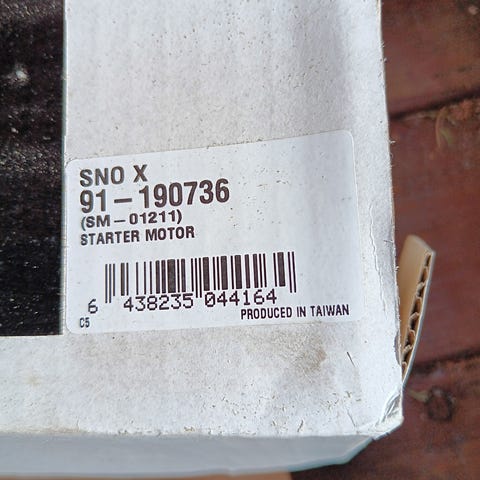 SNO X
91-190736
(SM-01211)
STARTER MOTOR
6 438235 044164
C5 PRODUCED IN TAIWAN